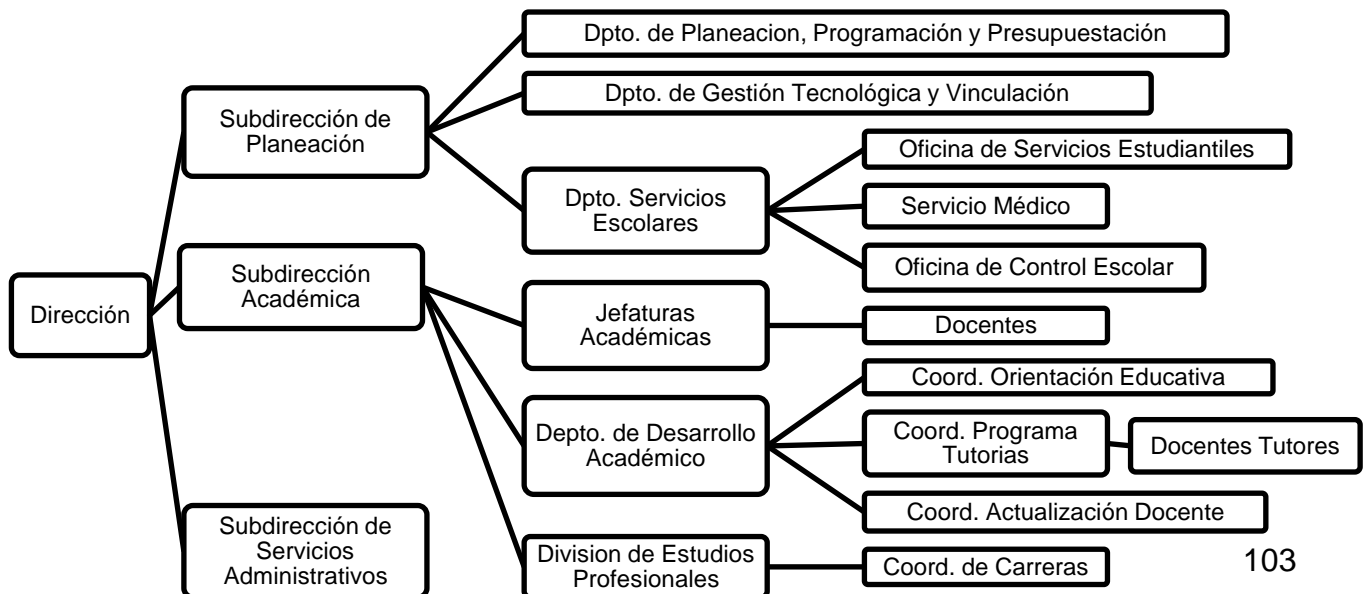 Dpto. de Planeacion, Programación y Presupuestación
Dpto. de Gestión Tecnológica y Vinculación
Subdirección de
Planeación
Oficina de Servicios Estudiantiles
Dpto. Servicios
Escolares
Servicio Médico
Oficina de Control Escolar
Subdirección
Académica
Dirección
Jefaturas
Académicas
Docentes
Coord. Orientación Educativa
Depto. de Desarrollo
Académico
Coord. Programa
Tutorias
Docentes Tutores
Coord. Actualización Docente
Subdirección de
Servicios
Administrativos
Division de Estudios
Profesionales
Coord. de Carreras
103